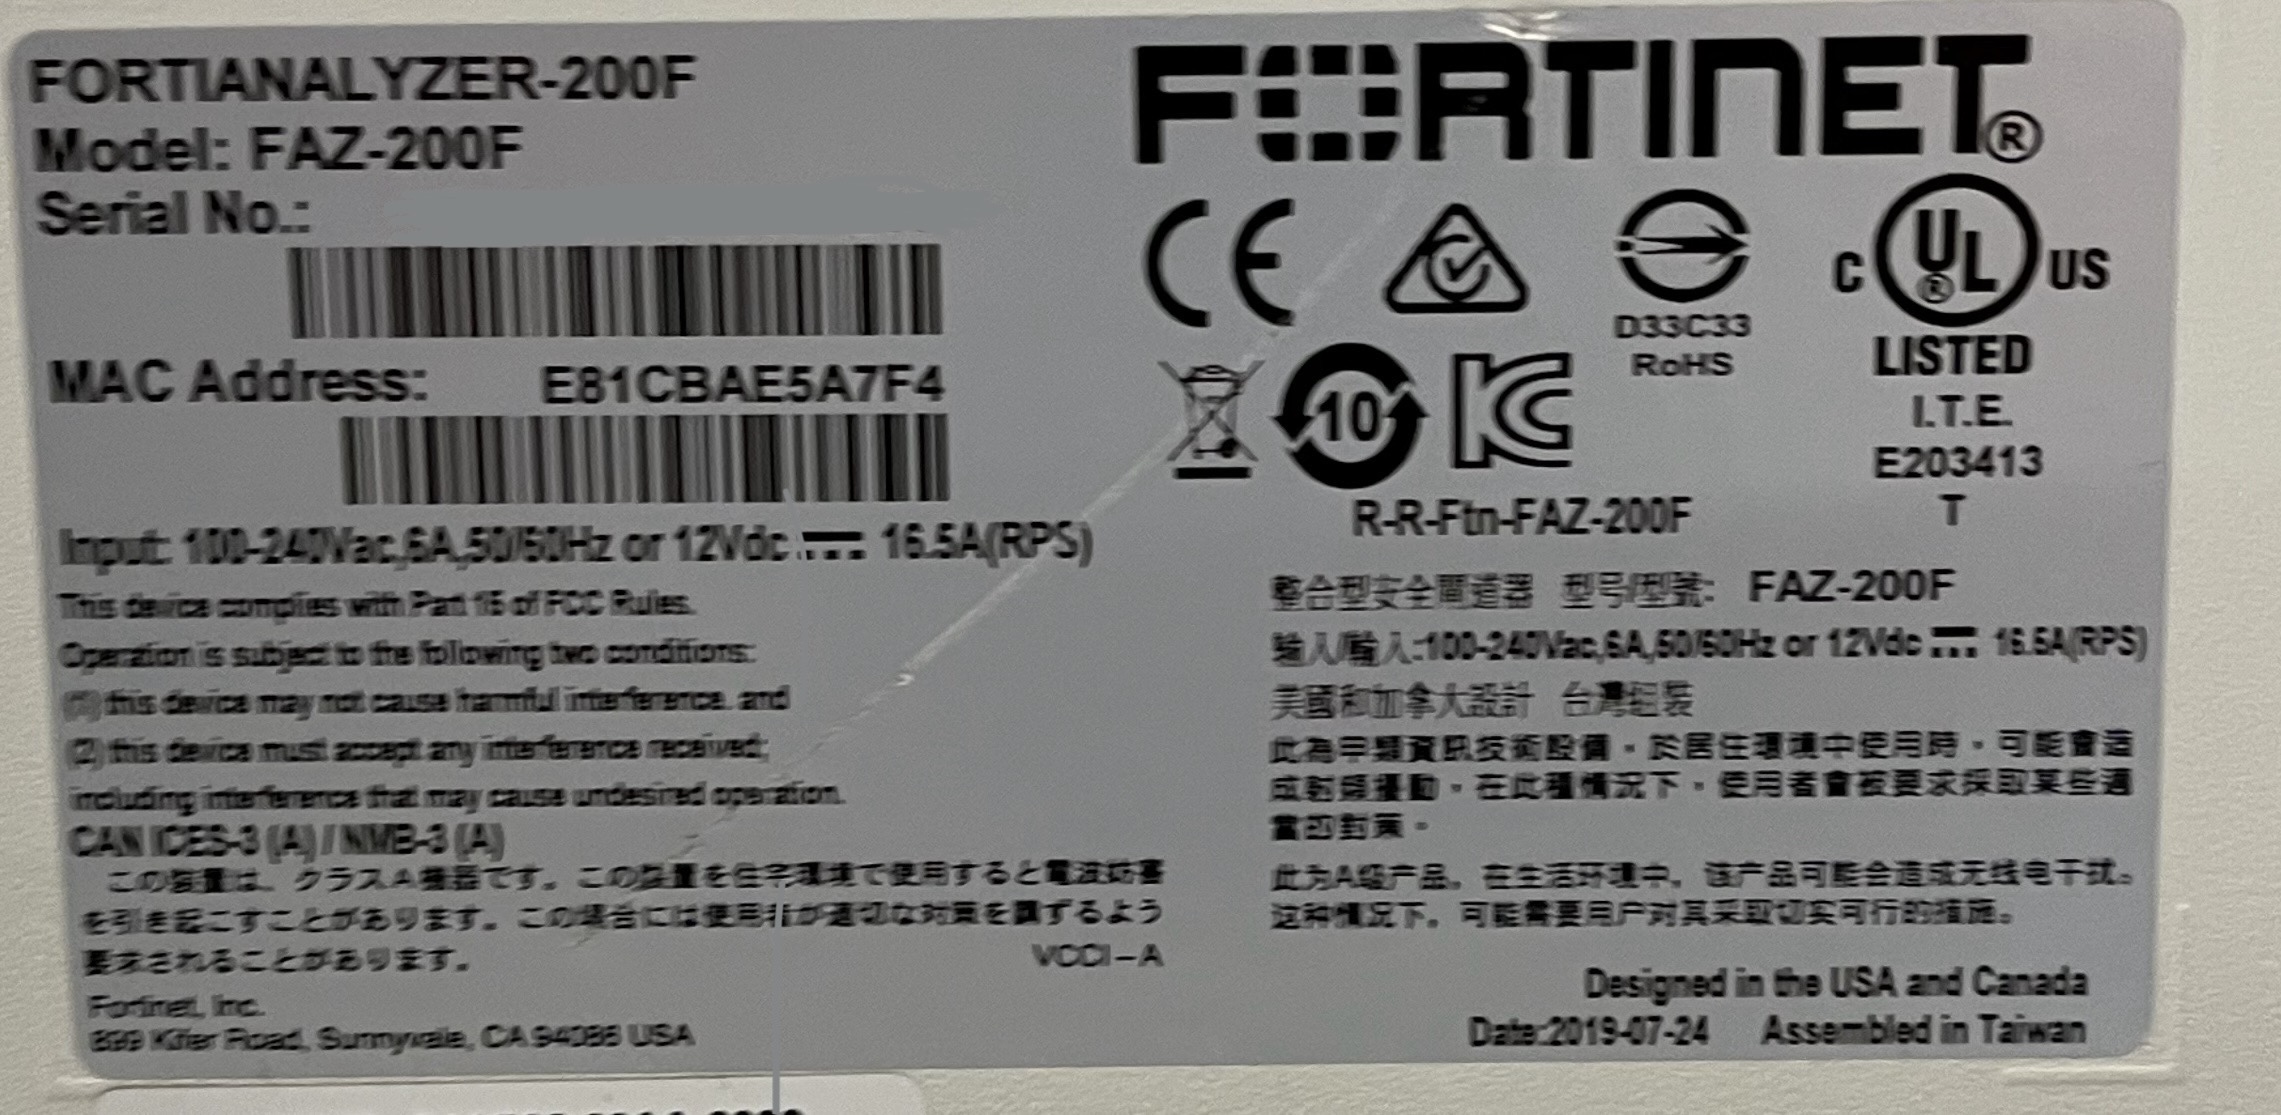 FORTIANALYZER-200F
Model: FAZ-200F
Serial No.:
MAC Address: E81CBAE5A7F4
Input: 100-240Vac,6A,50/60Hz or 12Vdc 16.5A(RPS)
This device complies with Part 15 of FCC Rules.
Operation is subject to the following two conditions:
(1) this device may not cause harmful interference, and
(2) this device must accept any interference received;
including interference that may cause undesired operation.
CAN ICES-3 (A) / NMB-3 (A)
この装置は、クラスA機器です。この装置を住宅環境で使用すると電波妨害
を引き起こすことがあります。この場合には使用者が適切な対策を講ずるよう
要求されることがあります。
VCCI-A
Fortinet, Inc.
899 Kifer Road, Sunnyvale, CA 94086 USA
FORTINET®
CE
D33C33
RoHS
C UL® US
LISTED
I.T.E.
E203413
T
10
R-R-Ftn-FAZ-200F
整合型安全閘道器 型号/型號: FAZ-200F
输入/輸入:100-240Vac,6A,50/60Hz or 12Vdc 16.5A(RPS)
美國和加拿大設計 台灣組裝
此為甲類資訊技術設備，於居住環境中使用時，可能會造
成射頻擾動，在此種情況下，使用者會被要求採取某些適
當的對策。
此为A级产品。在生活环境中，该产品可能会造成无线电干扰。
这种情况下，可能需要用户对其采取切实可行的措施。
Designed in the USA and Canada
Date:2019-07-24 Assembled in Taiwan